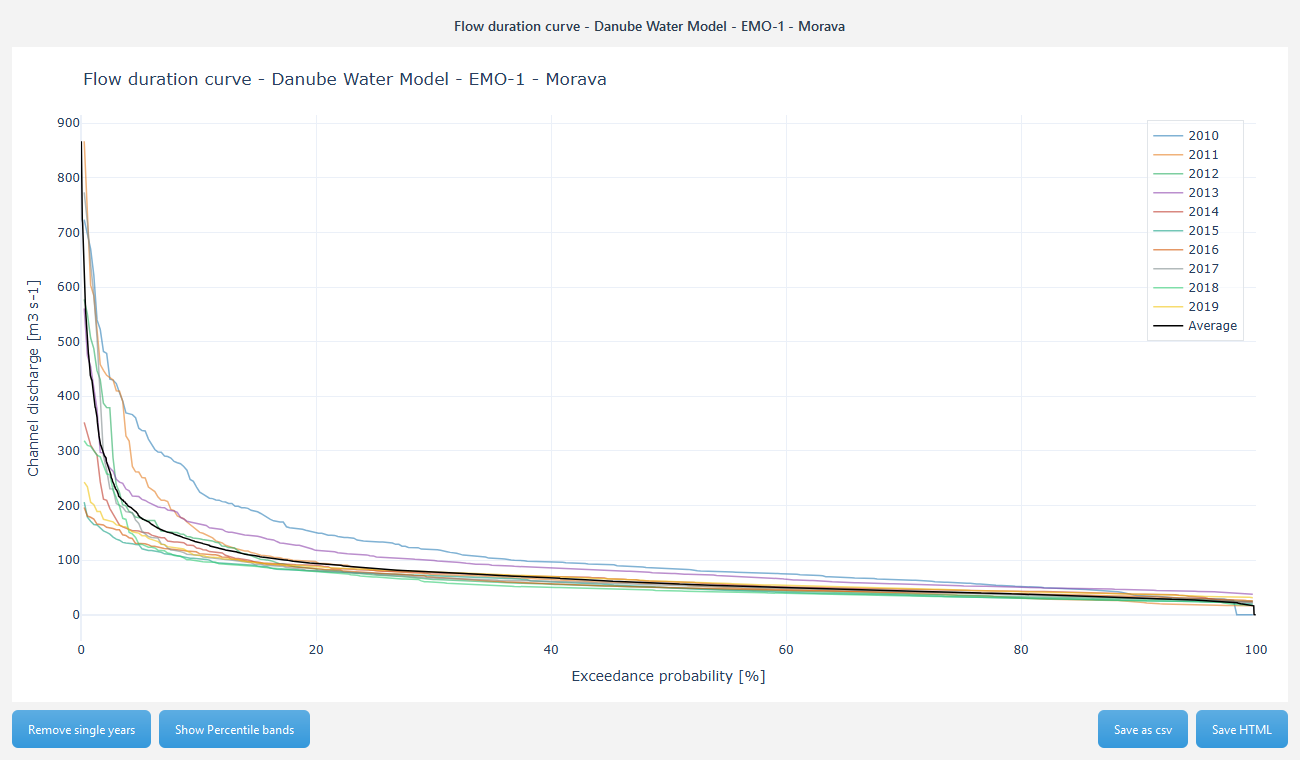 Flow duration curve - Danube Water Model - EMO-1 - Morava
Flow duration curve - Danube Water Model - EMO-1 - Morava
900
800
700
600
500
400
300
200
100
0
Channel discharge [m3 s-1]
2010
2011
2012
2013
2014
2015
2016
2017
2018
2019
Average
0 20 40 60 80 100
Exceedance probability [%]
Remove single years Show Percentile bands Save as csv Save HTML